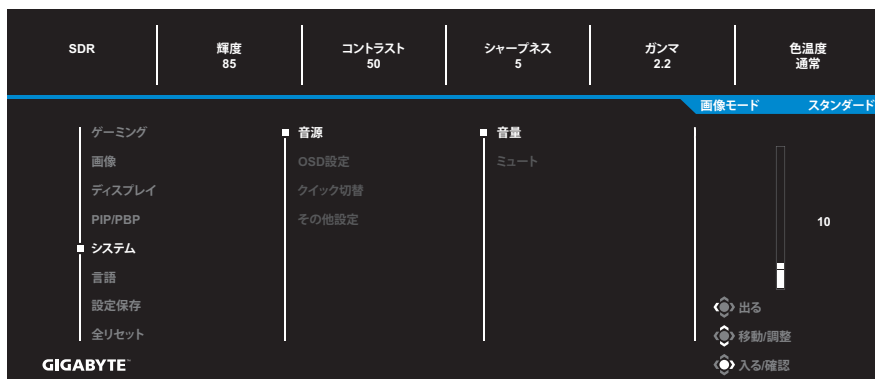 SDR
輝度
85
コントラスト
50
シャープネス
5
ガンマ
2.2
色温度
通常
画像モード スタンダード
ゲーミング
画像
ディスプレイ
PIP/PBP
システム
言語
設定保存
全リセット
音源
OSD設定
クイック切替
その他設定
音量
ミュート
10
出る
移動/調整
入る/確認
GIGABYTE™